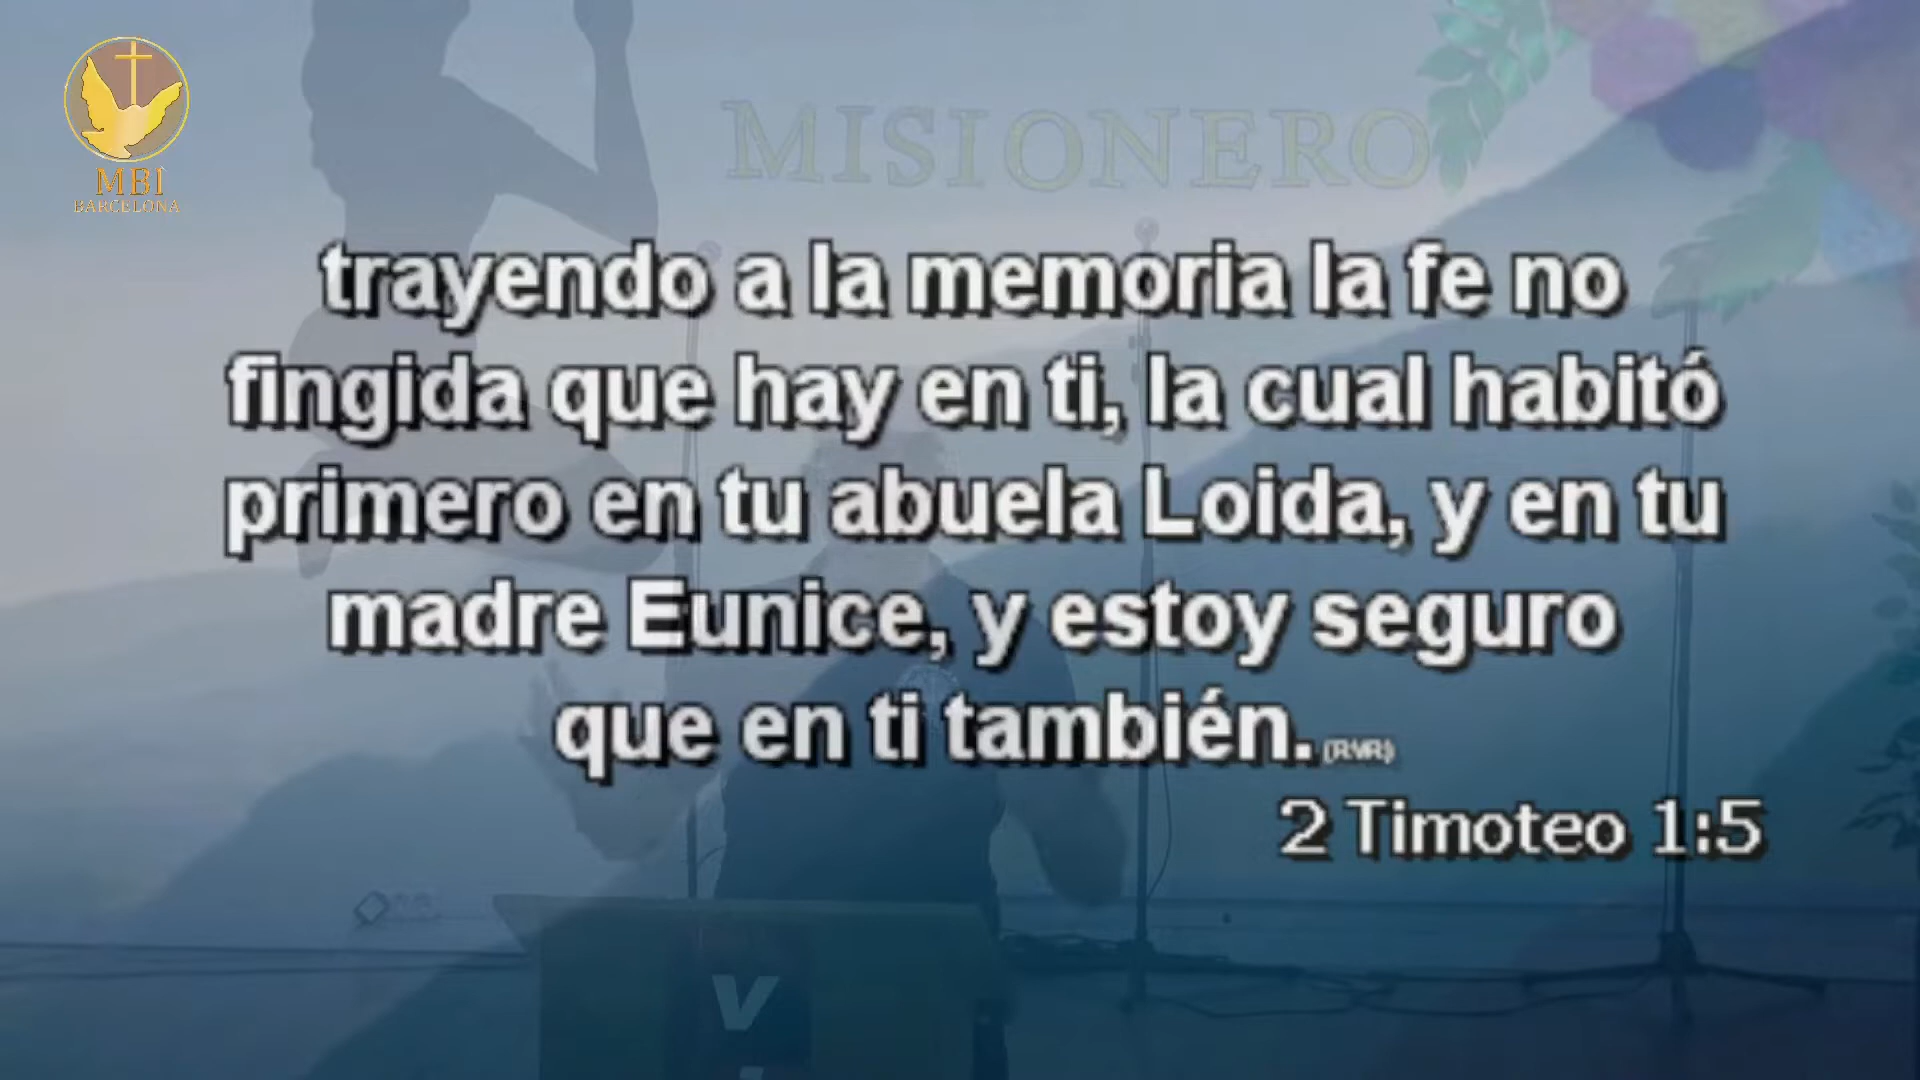 MBI
BARCELONA
MISIONERO
trayendo a la memoria la fe no
fingida que hay en ti, la cual habitó
primero en tu abuela Loida, y en tu
madre Eunice, y estoy seguro
que en ti también. (RVR)
2 Timoteo 1:5
V